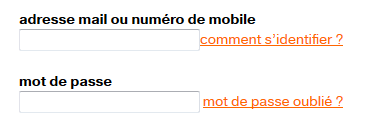 adresse mail ou numéro de mobile
comment s'identifier ?
mot de passe
mot de passe oublié ?